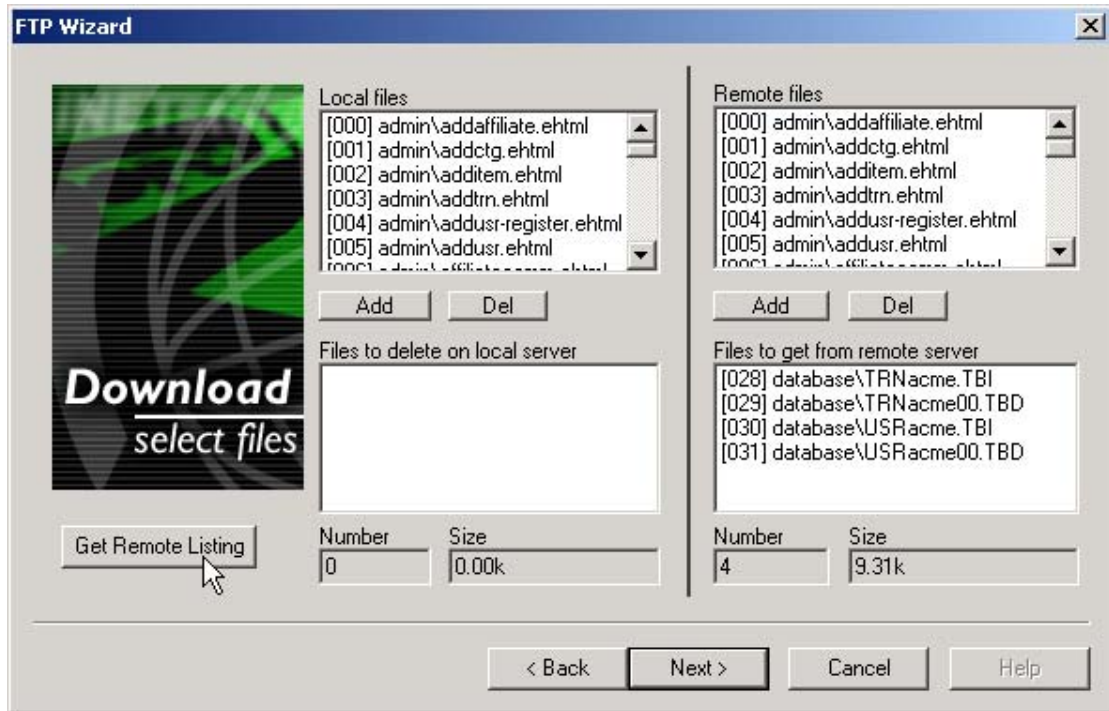 FTP Wizard
Local files
[000] admin\addaffiliate.ehtml
[001] admin\addctg.ehtml
[002] admin\additem.ehtml
[003] admin\addtrn.ehtml
[004] admin\addusr-register.ehtml
[005] admin\addusr.ehtml
Add
Del
Files to delete on local server
Number
Size
0
0.00k
Remote files
[000] admin\addaffiliate.ehtml
[001] admin\addctg.ehtml
[002] admin\additem.ehtml
[003] admin\addtrn.ehtml
[004] admin\addusr-register.ehtml
[005] admin\addusr.ehtml
Add
Del
Files to get from remote server
[028] database\TRNacme.TBI
[029] database\TRNacme00.TBD
[030] database\USRacme.TBI
[031] database\USRacme00.TBD
Number
Size
4
9.31k
Download
select files
Get Remote Listing
< Back
Next >
Cancel
Help